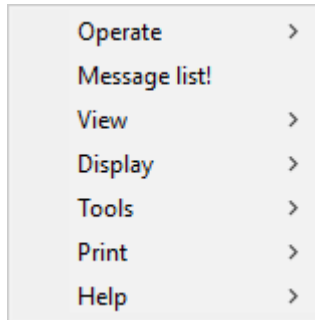 Operate
Message list!
View
Display
Tools
Print
Help